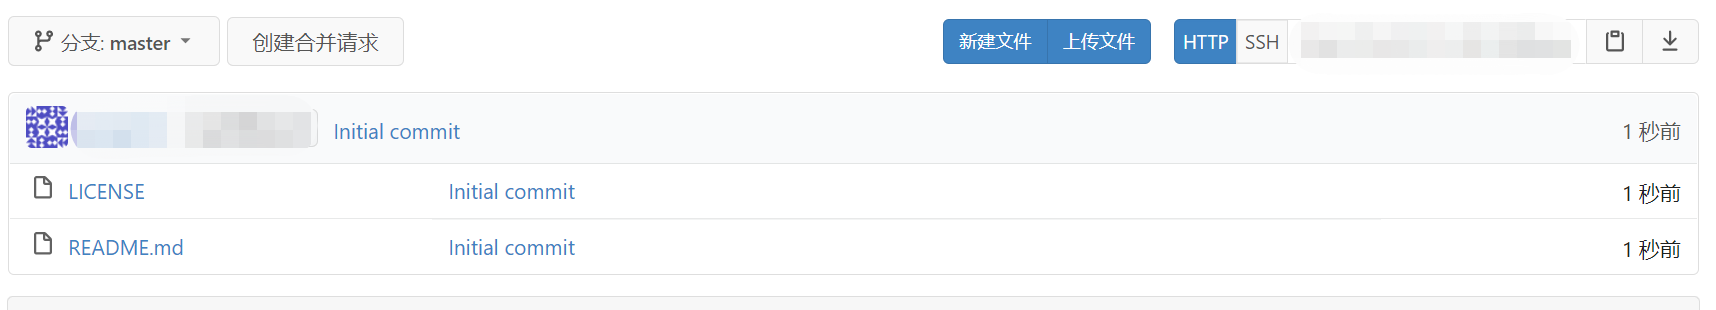 分支: master 创建合并请求 新建文件 上传文件 HTTP SSH
Initial commit 1 秒前
LICENSE Initial commit 1 秒前
README.md Initial commit 1 秒前